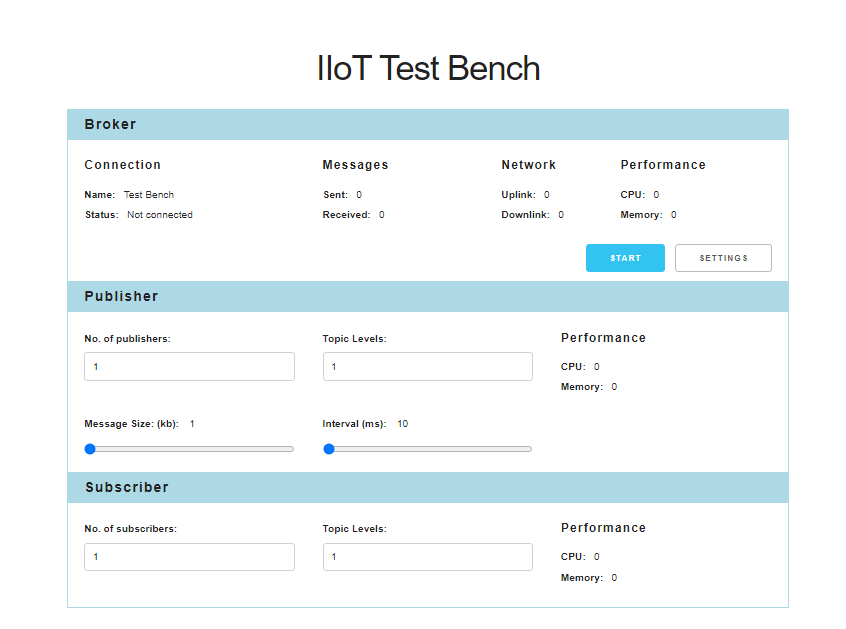 IIoT Test Bench
Broker
Connection Messages Network Performance
Name: Test Bench Sent: 0 Uplink: 0 CPU: 0
Status: Not connected Received: 0 Downlink: 0 Memory: 0
START SETTINGS
Publisher
No. of publishers: Topic Levels: Performance
1 1 CPU: 0
Memory: 0
Message Size: (kb): 1 Interval (ms): 10
Subscriber
No. of subscribers: Topic Levels: Performance
1 1 CPU: 0
Memory: 0